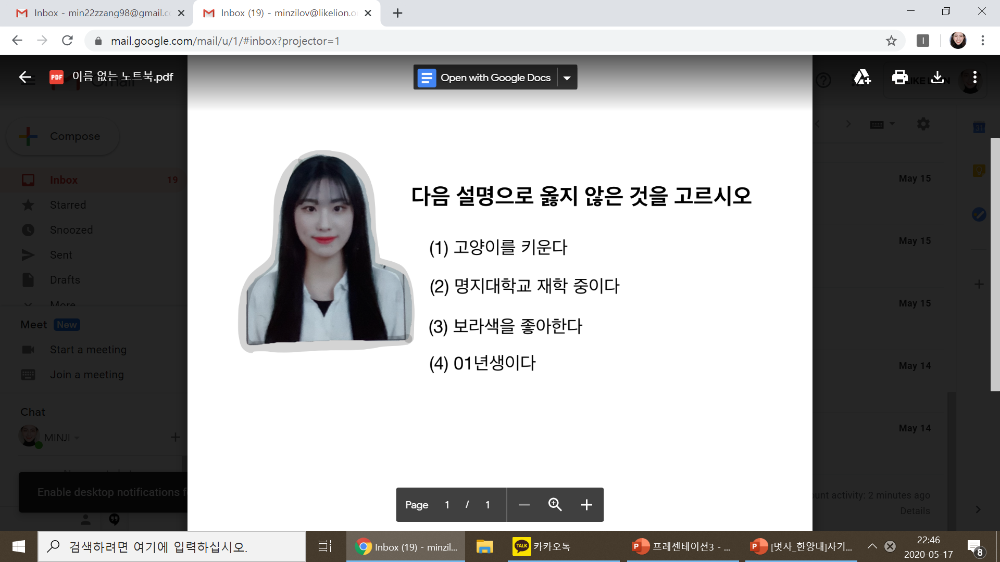 Inbox - min22zzang98@gmail.c
Inbox (19) - minzilov@likelion.o
mail.google.com/mail/u/1/#inbox?projector=1
이름 없는 노트북.pdf
Open with Google Docs
Compose
Inbox 19
Starred
Snoozed
Sent
Drafts
More
Meet New
Start a meeting
Join a meeting
Chat
MINJI
Enable desktop notifications f
다음 설명으로 옳지 않은 것을 고르시오
(1) 고양이를 키운다
(2) 명지대학교 재학 중이다
(3) 보라색을 좋아한다
(4) 01년생이다
31
May 15
May 15
May 15
May 14
May 14
ount activity: 2 minutes ago
Details
Page 1 / 1
검색하려면 여기에 입력하십시오.
Inbox (19) - minzil...
TALK 카카오톡
프레젠테이션3 - ...
[멋사_한양대]자기...
22:46
2020-05-17
8